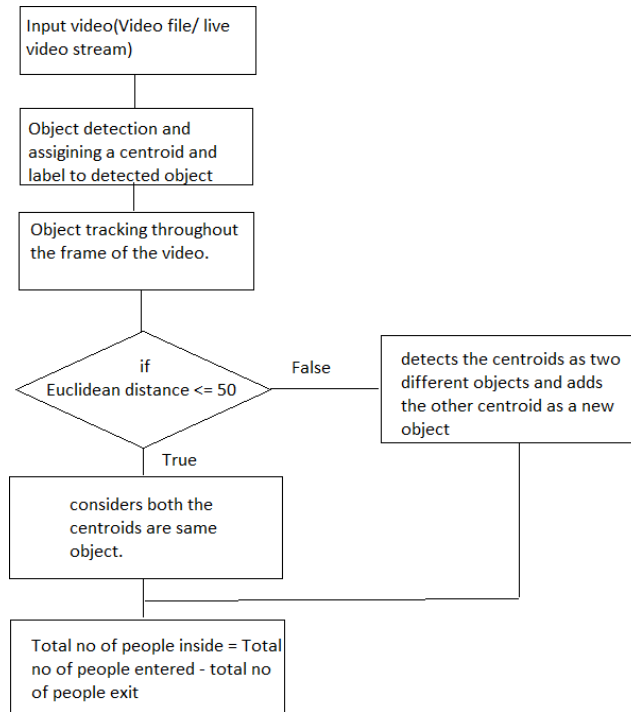 Input video(Video file/ live
video stream)
Object detection and
assigining a centroid and
label to detected object
Object tracking throughout
the frame of the video.
if
Euclidean distance <= 50
False
detects the centroids as two
different objects and adds
the other centroid as a new
object
True
considers both the
centroids are same
object.
Total no of people inside = Total
no of people entered - total no
of people exit